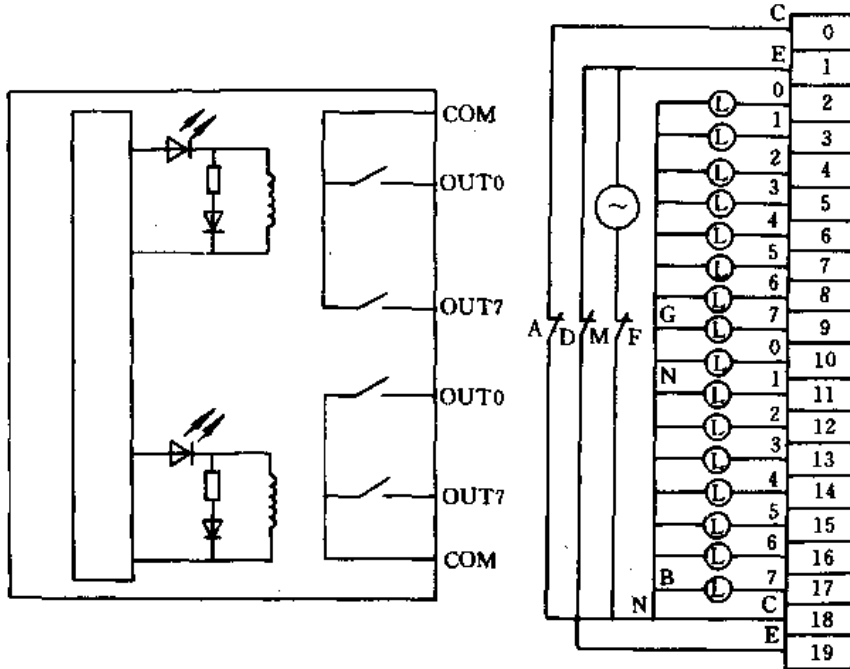 COM
OUT0
OUT7
OUT0
OUT7
COM
C 0
E 1
L 0 2
L 1 3
L 2 4
L 3 5
~
L 4 6
L 5 7
L 6 8
A D M F G L 7 9
L 0 10
N L 1 11
L 2 12
L 3 13
L 4 14
L 5 15
L 6 16
B L 7 17
N C 18
E 19